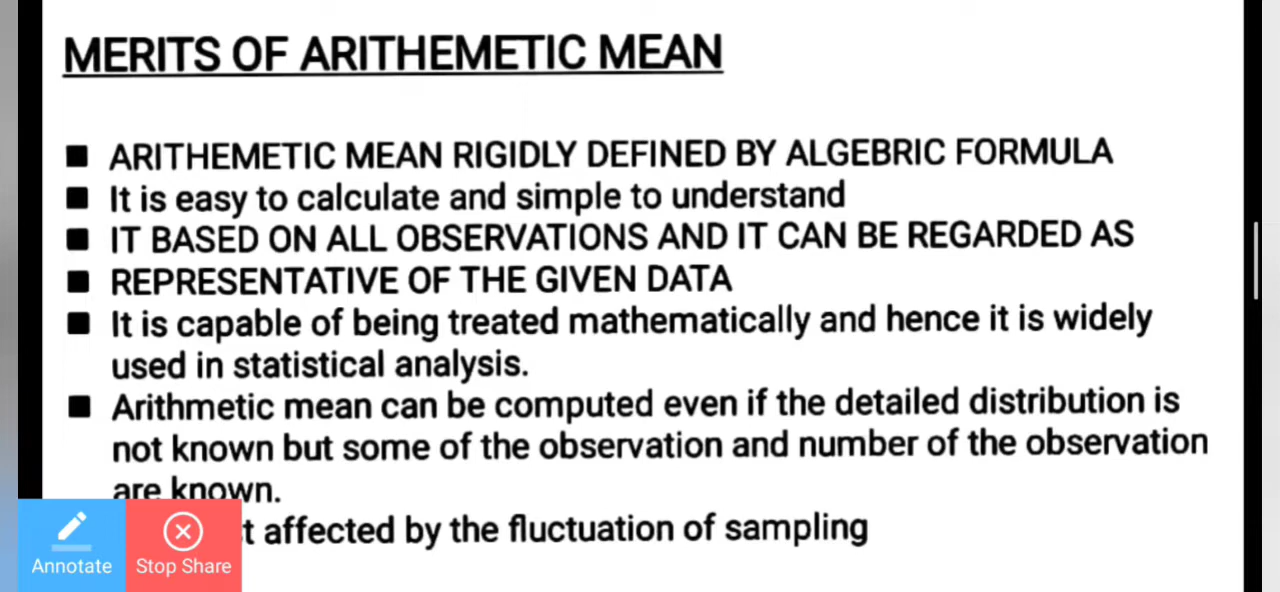 MERITS OF ARITHEMETIC MEAN
■ ARITHEMETIC MEAN RIGIDLY DEFINED BY ALGEBRIC FORMULA
■ It is easy to calculate and simple to understand
■ IT BASED ON ALL OBSERVATIONS AND IT CAN BE REGARDED AS
■ REPRESENTATIVE OF THE GIVEN DATA
■ It is capable of being treated mathematically and hence it is widely
used in statistical analysis.
■ Arithmetic mean can be computed even if the detailed distribution is
not known but some of the observation and number of the observation
are known.
affected by the fluctuation of sampling
Annotate
Stop Share